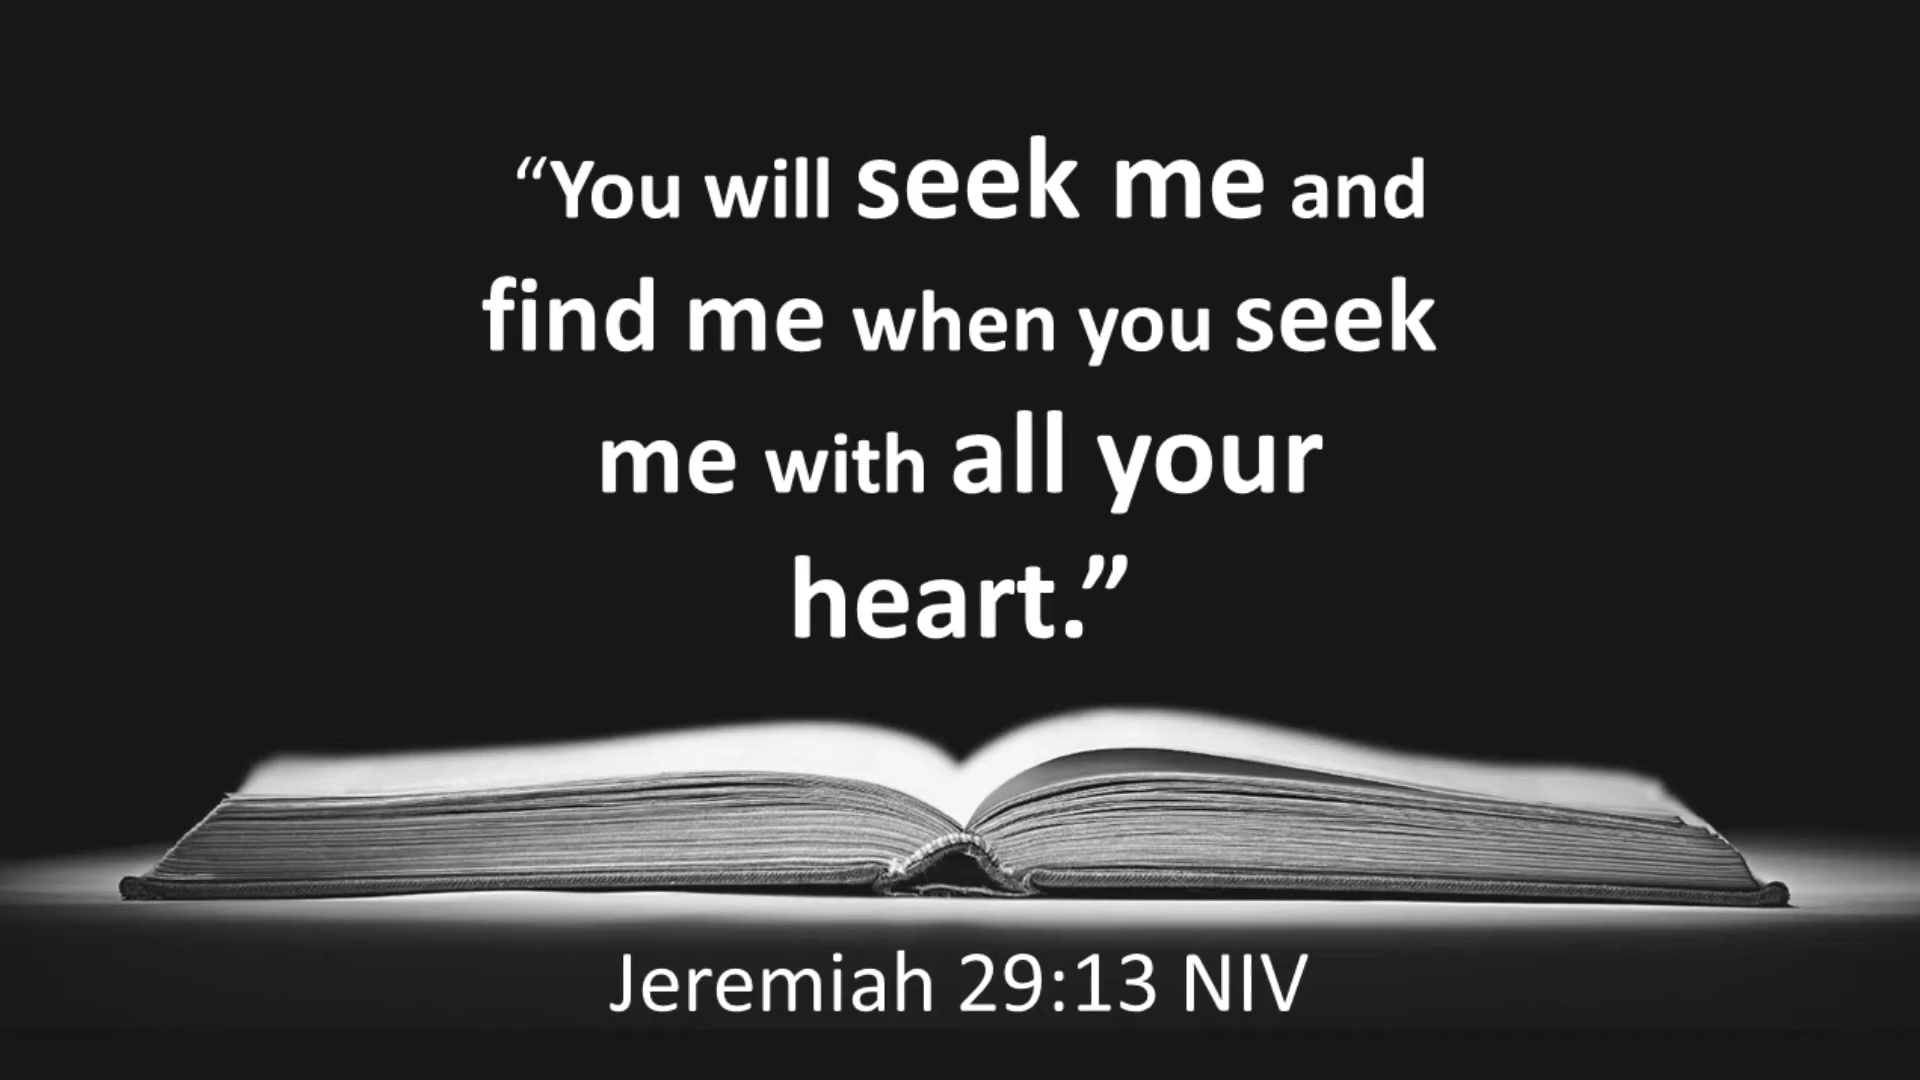 “You will seek me and
find me when you seek
me with all your
heart.”
Jeremiah 29:13 NIV